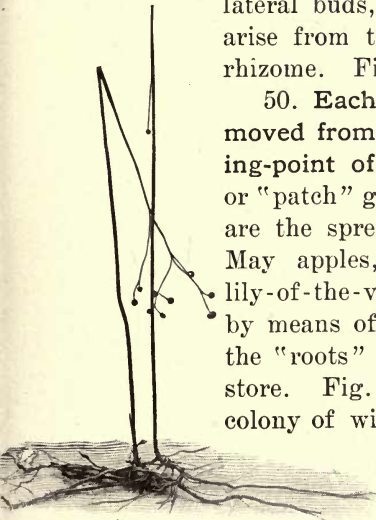 lateral buds,
arise from t
rhizome. Fi
50. Each
moved from
ing-point of
or "patch" g
are the spre
May apples,
lily-of-the-v
by means of
the "roots"
store. Fig.
colony of wi